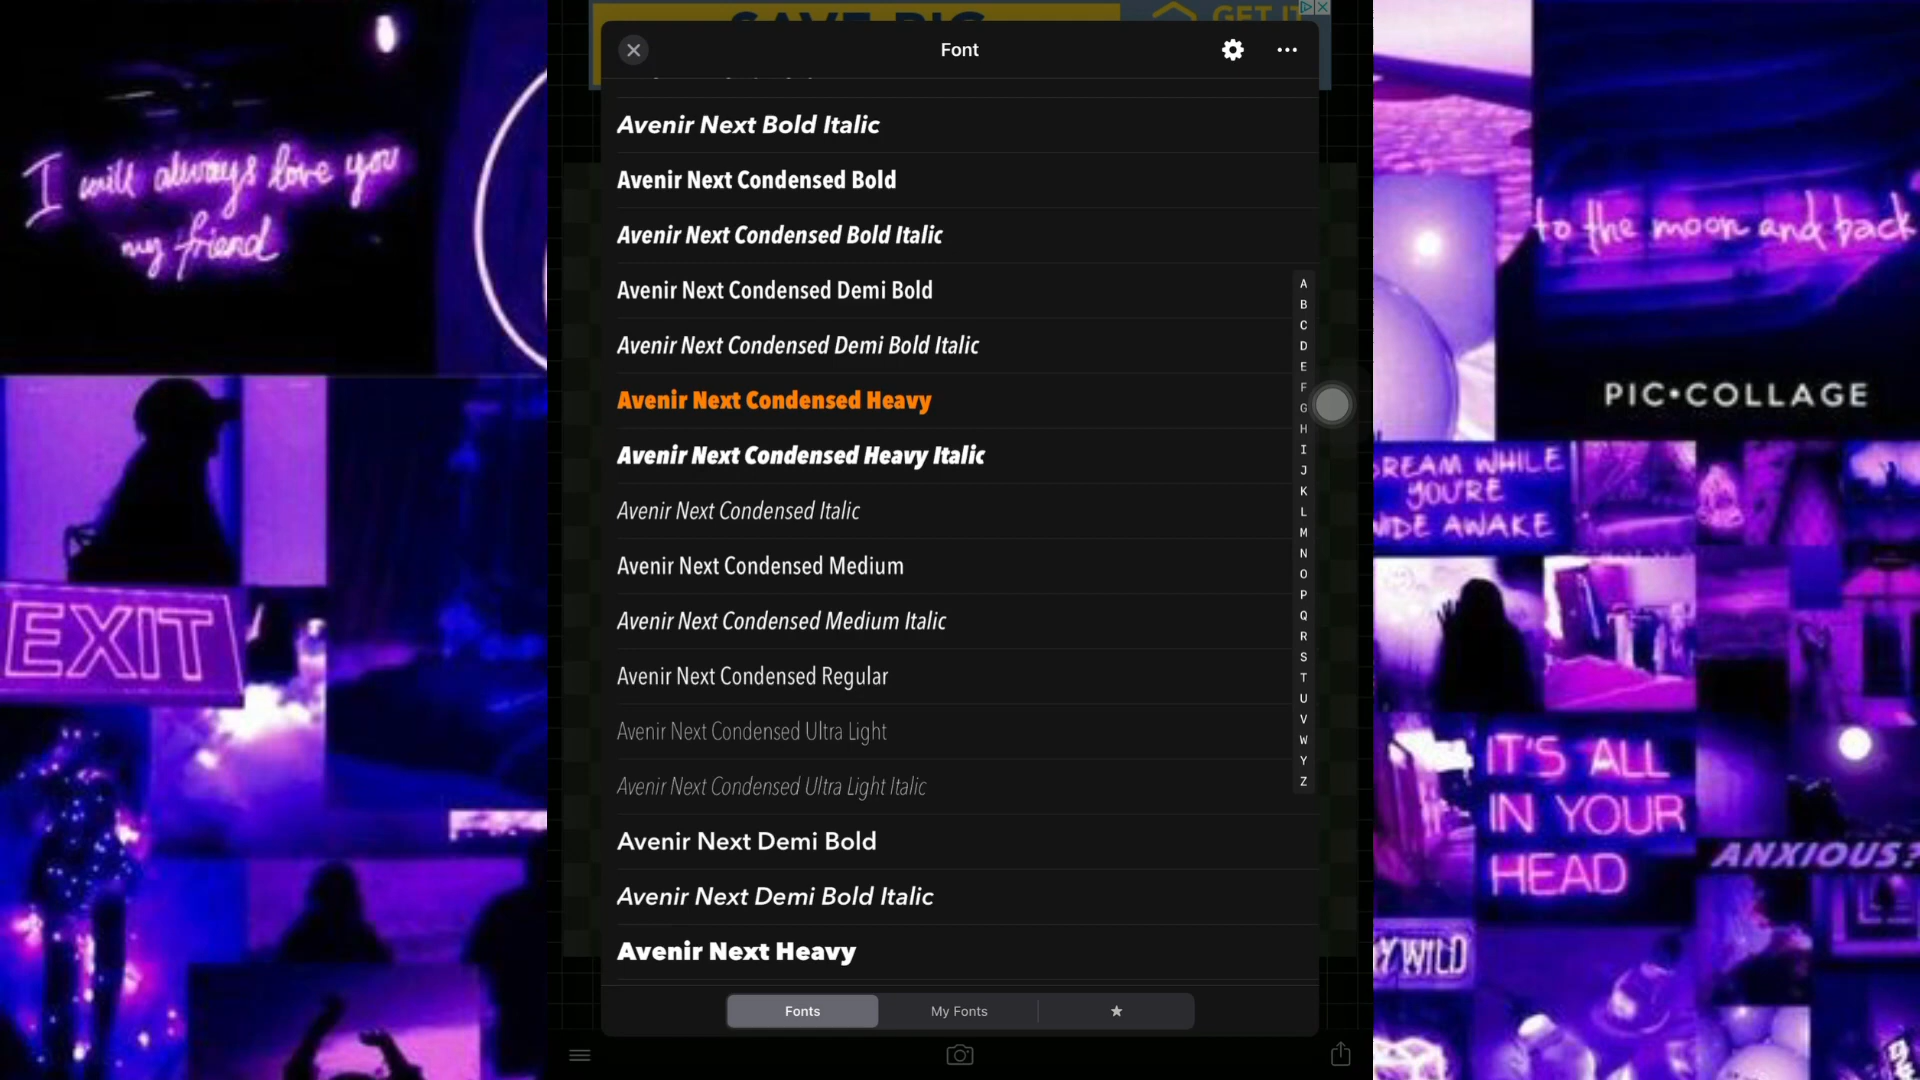 I will always love you
my friend
EXIT
GET IT
Font
Avenir Next Bold Italic
Avenir Next Condensed Bold
Avenir Next Condensed Bold Italic
Avenir Next Condensed Demi Bold
Avenir Next Condensed Demi Bold Italic
Avenir Next Condensed Heavy
Avenir Next Condensed Heavy Italic
Avenir Next Condensed Italic
Avenir Next Condensed Medium
Avenir Next Condensed Medium Italic
Avenir Next Condensed Regular
Avenir Next Condensed Ultra Light
Avenir Next Condensed Ultra Light Italic
Avenir Next Demi Bold
Avenir Next Demi Bold Italic
Avenir Next Heavy
A
B
C
D
E
F
G
H
I
J
K
L
M
N
O
P
Q
R
S
T
U
V
W
Y
Z
Fonts
My Fonts
to the moon and back
PIC•COLLAGE
DREAM WHILE
YOU'RE
WIDE AWAKE
IT'S ALL
IN YOUR
HEAD
ANXIOUS?
WILD